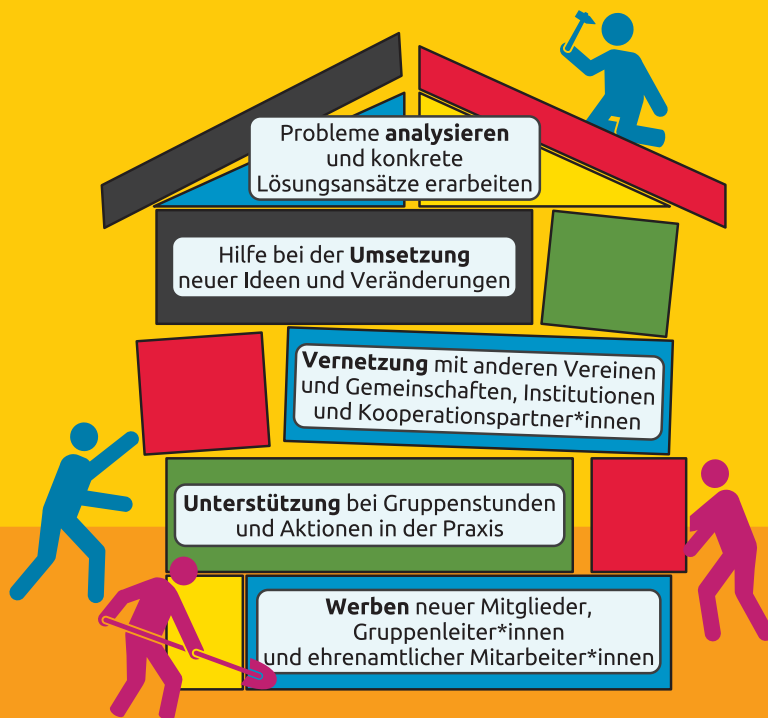 Probleme analysieren
und konkrete
Lösungsansätze erarbeiten
Hilfe bei der Umsetzung
neuer Ideen und Veränderungen
Vernetzung mit anderen Vereinen
und Gemeinschaften, Institutionen
und Kooperationspartner*innen
Unterstützung bei Gruppenstunden
und Aktionen in der Praxis
Werben neuer Mitglieder,
Gruppenleiter*innen
und ehrenamtlicher Mitarbeiter*innen